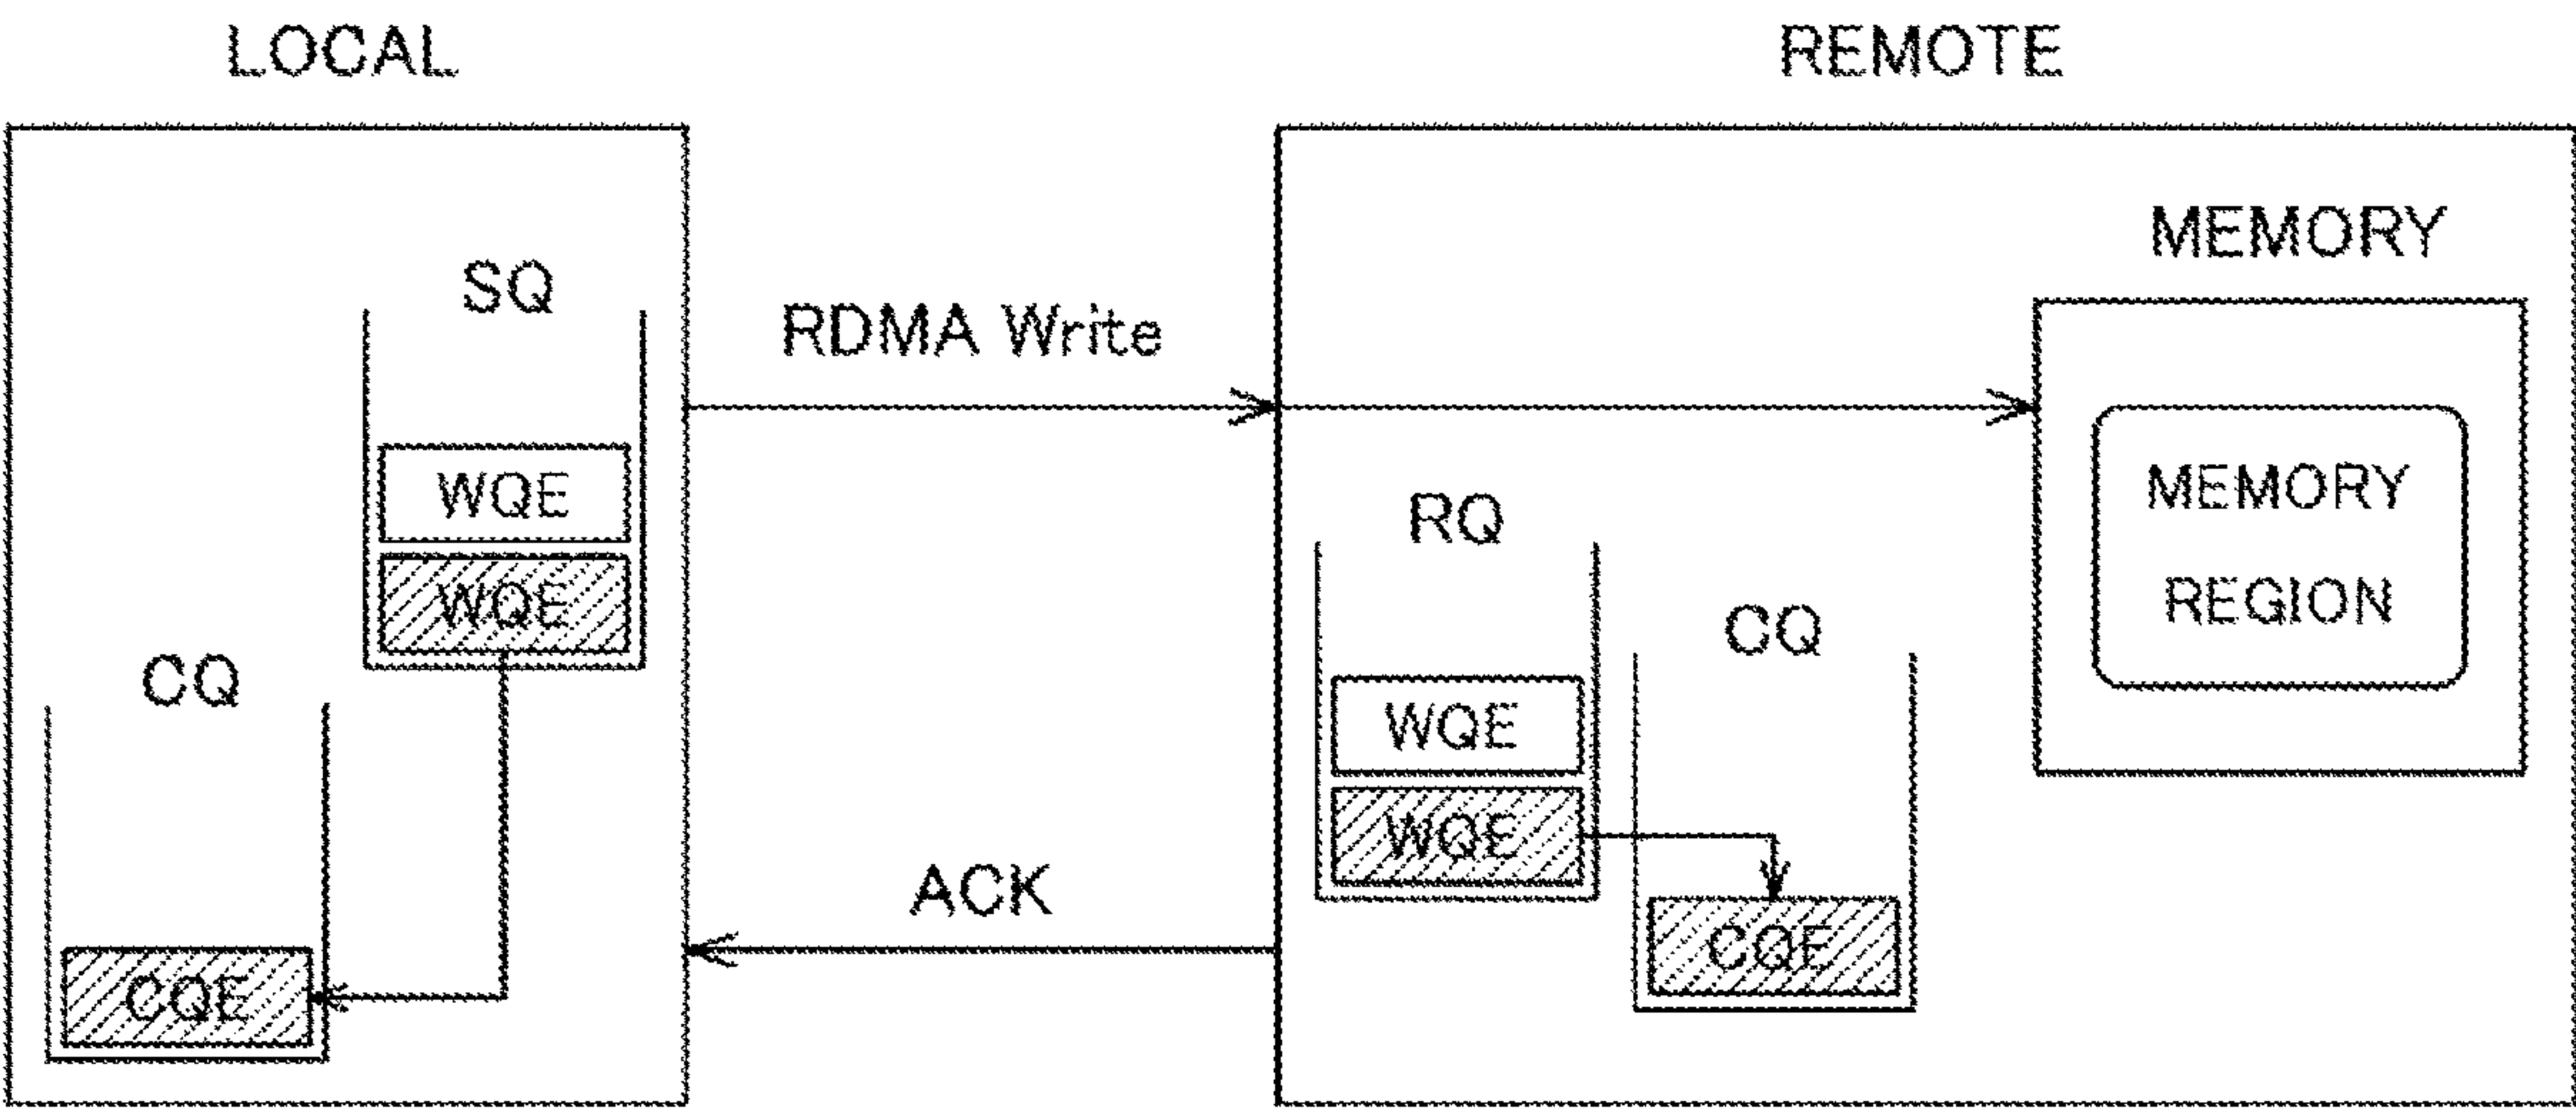 LOCAL
REMOTE
MEMORY
SQ
RDMA Write
MEMORY
REGION
WQE
RQ
WQE
CQ
CQ
WQE
WQE
ACK
CQE
CQE